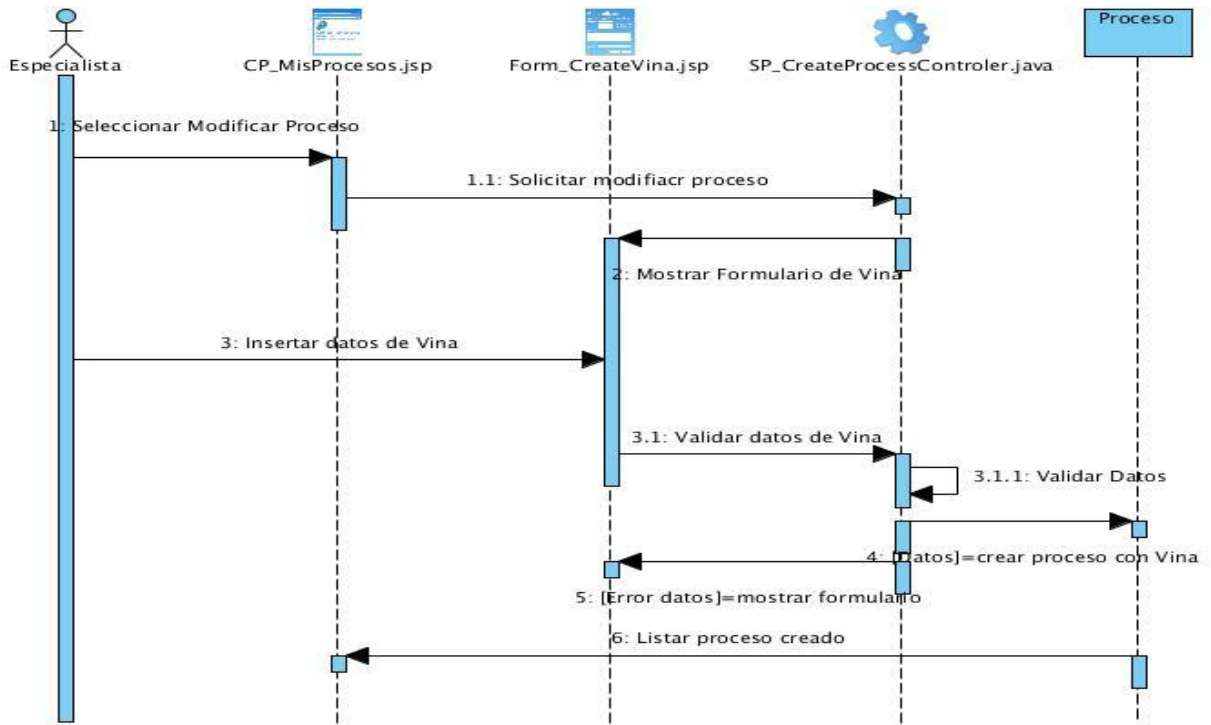 Proceso
Especialista
CP_MisProcesos.jsp
Form_CreateVina.jsp
SP_CreateProcessControler.java
1: Seleccionar Modificar Proceso
1.1: Solicitar modifiacr proceso
2: Mostrar Formulario de Vina
3: Insertar datos de Vina
3.1: Validar datos de Vina
3.1.1: Validar Datos
4: [Datos]=crear proceso con Vina
5: [Error datos]=mostrar formulario
6: Listar proceso creado